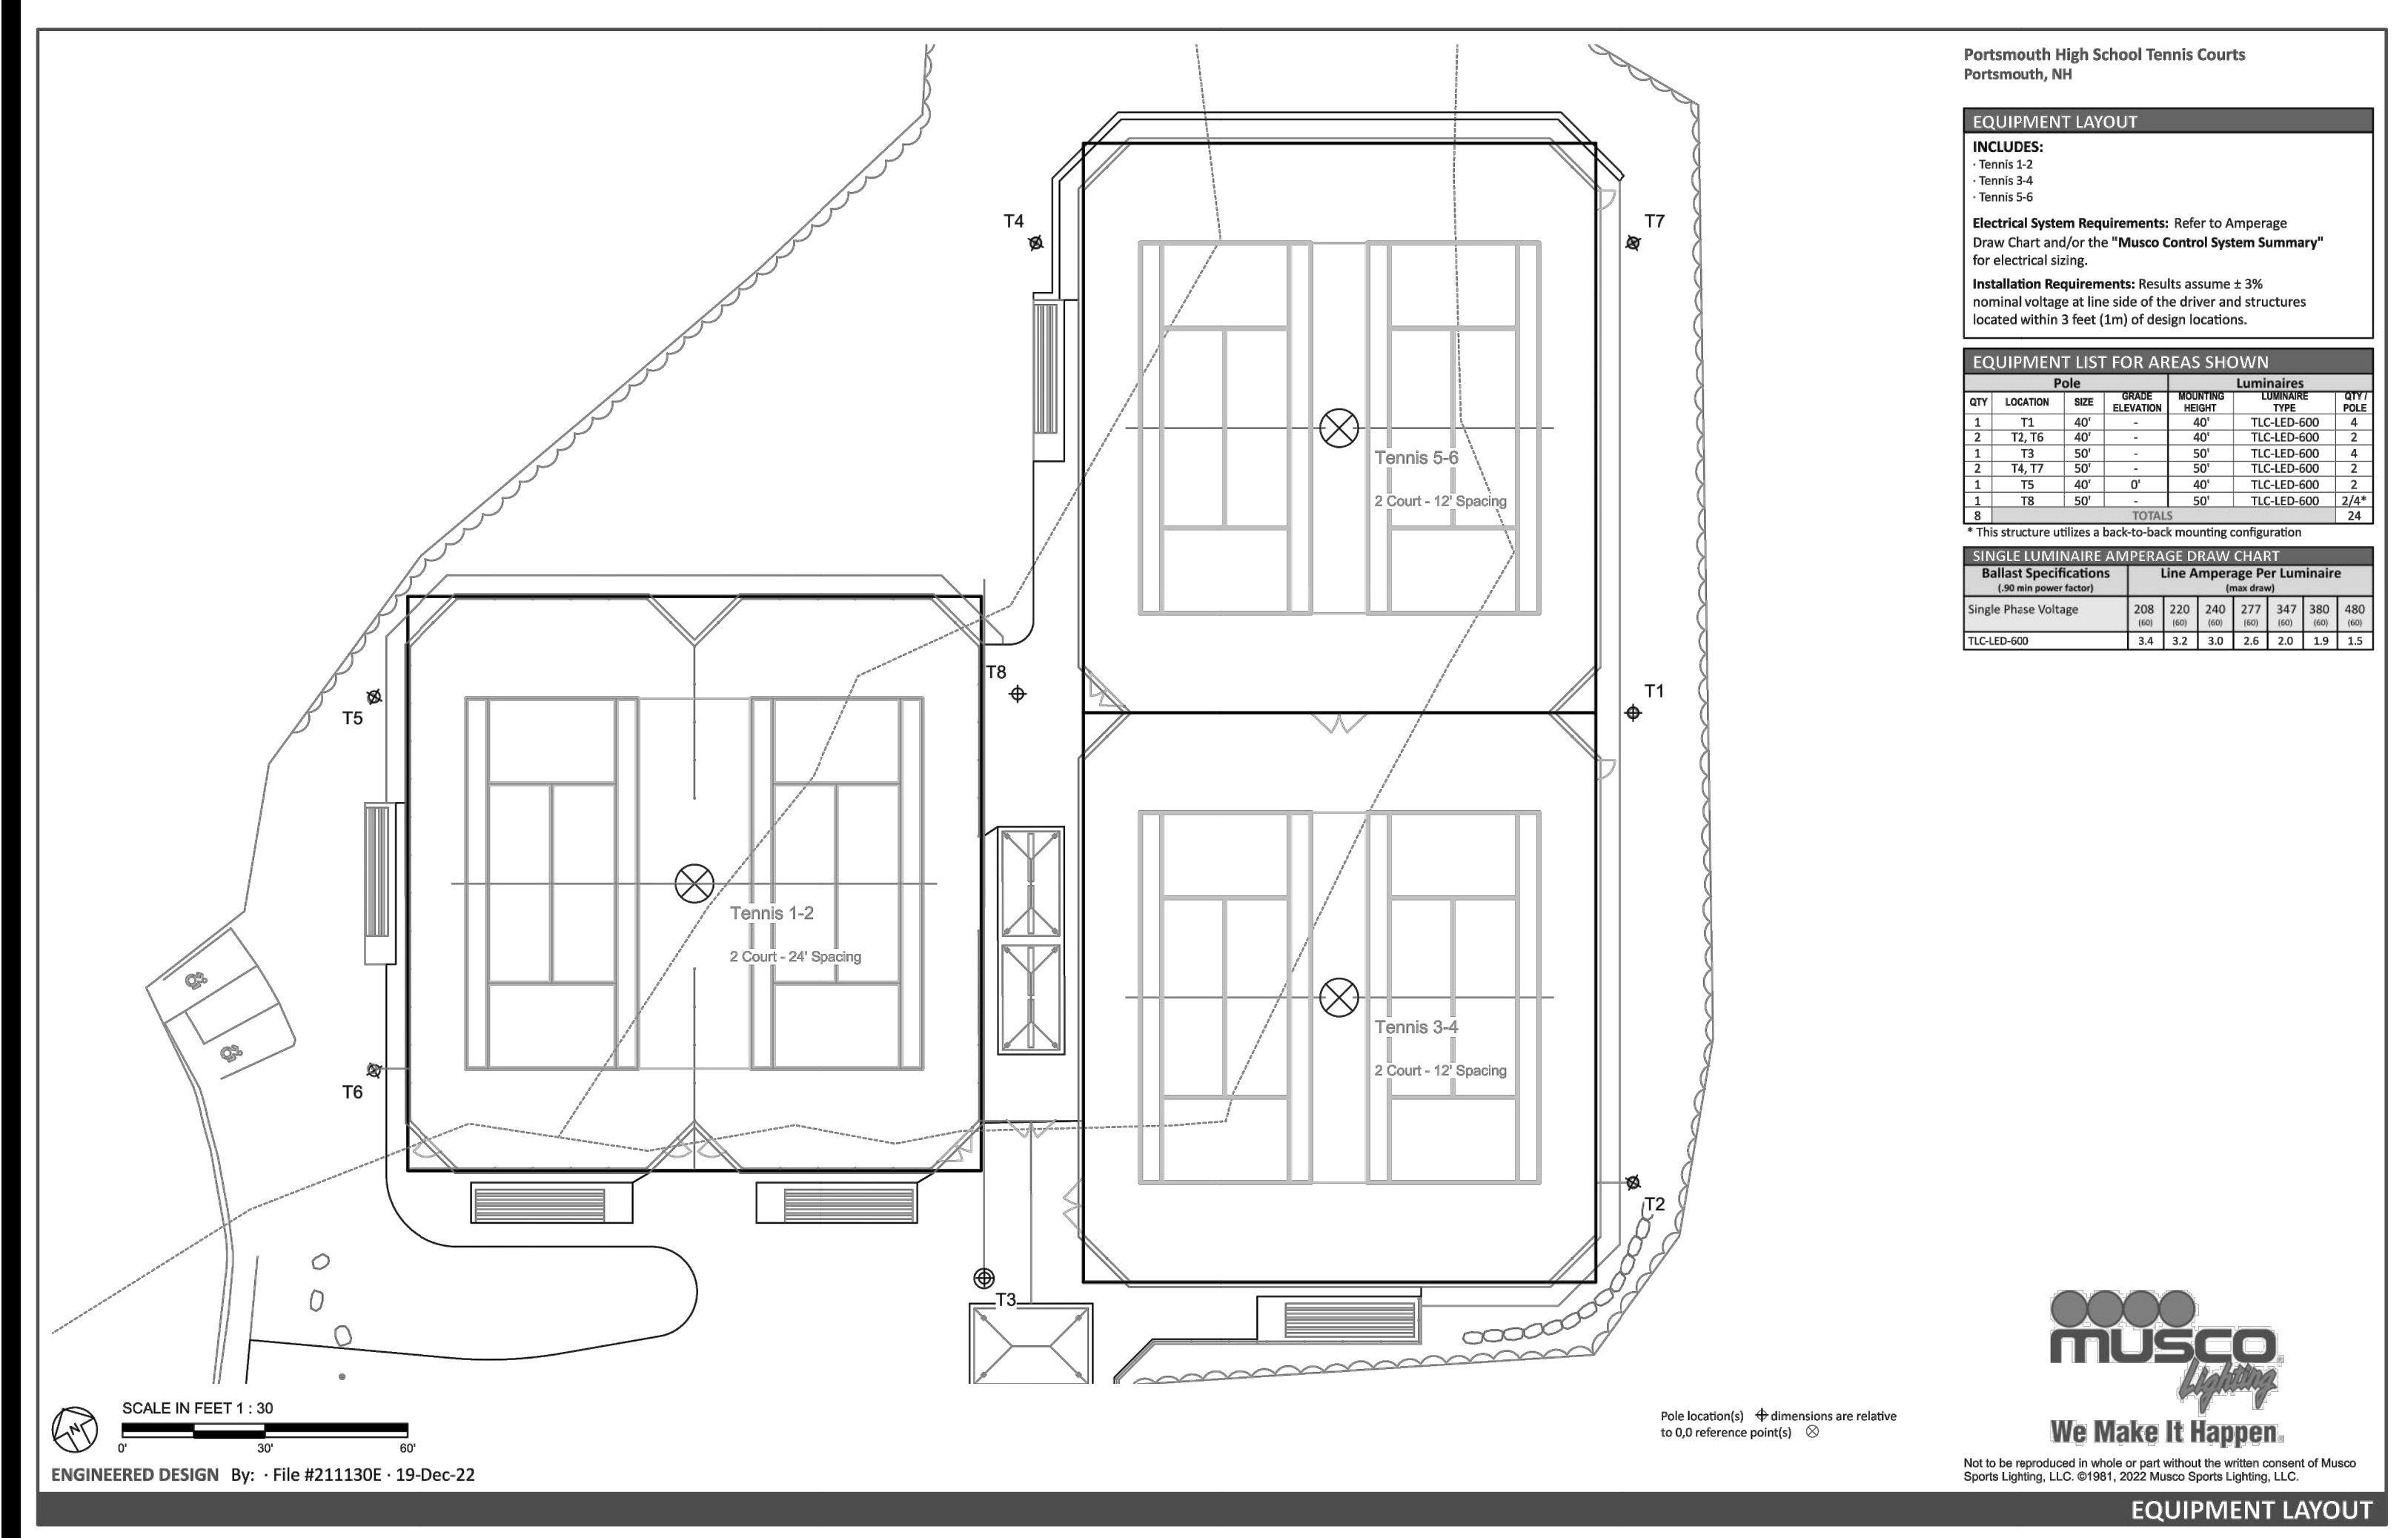 Portsmouth High School Tennis Courts
Portsmouth, NH
EQUIPMENT LAYOUT
INCLUDES:
· Tennis 1-2
· Tennis 3-4
· Tennis 5-6
Electrical System Requirements: Refer to Amperage
Draw Chart and/or the "Musco Control System Summary"
for electrical sizing.
Installation Requirements: Results assume ± 3%
nominal voltage at line side of the driver and structures
located within 3 feet (1m) of design locations.
EQUIPMENT LIST FOR AREAS SHOWN
Pole Luminaires
QTY LOCATION SIZE GRADE ELEVATION MOUNTING HEIGHT LUMINAIRE TYPE QTY / POLE
1 T1 40' - 40' TLC-LED-600 4
2 T2, T6 40' - 40' TLC-LED-600 2
1 T3 50' - 50' TLC-LED-600 4
2 T4, T7 50' - 50' TLC-LED-600 2
1 T5 40' 0' 40' TLC-LED-600 2
1 T8 50' - 50' TLC-LED-600 2/4*
8 TOTALS 24
* This structure utilizes a back-to-back mounting configuration
SINGLE LUMINAIRE AMPERAGE DRAW CHART
Ballast Specifications Line Amperage Per Luminaire
(.90 min power factor) (max draw)
Single Phase Voltage 208 220 240 277 347 380 480
(60) (60) (60) (60) (60) (60) (60)
TLC-LED-600 3.4 3.2 3.0 2.6 2.0 1.9 1.5
T4
T7
Tennis 5-6
2 Court - 12' Spacing
T8
T1
T5
Tennis 1-2
2 Court - 24' Spacing
Tennis 3-4
2 Court - 12' Spacing
T6
T2
T3
SCALE IN FEET 1 : 30
N
0' 30' 60'
ENGINEERED DESIGN By: · File #211130E · 19-Dec-22
Pole location(s) dimensions are relative
to 0,0 reference point(s)
MUSCO
Lighting
We Make It Happen.
Not to be reproduced in whole or part without the written consent of Musco
Sports Lighting, LLC. ©1981, 2022 Musco Sports Lighting, LLC.
EQUIPMENT LAYOUT